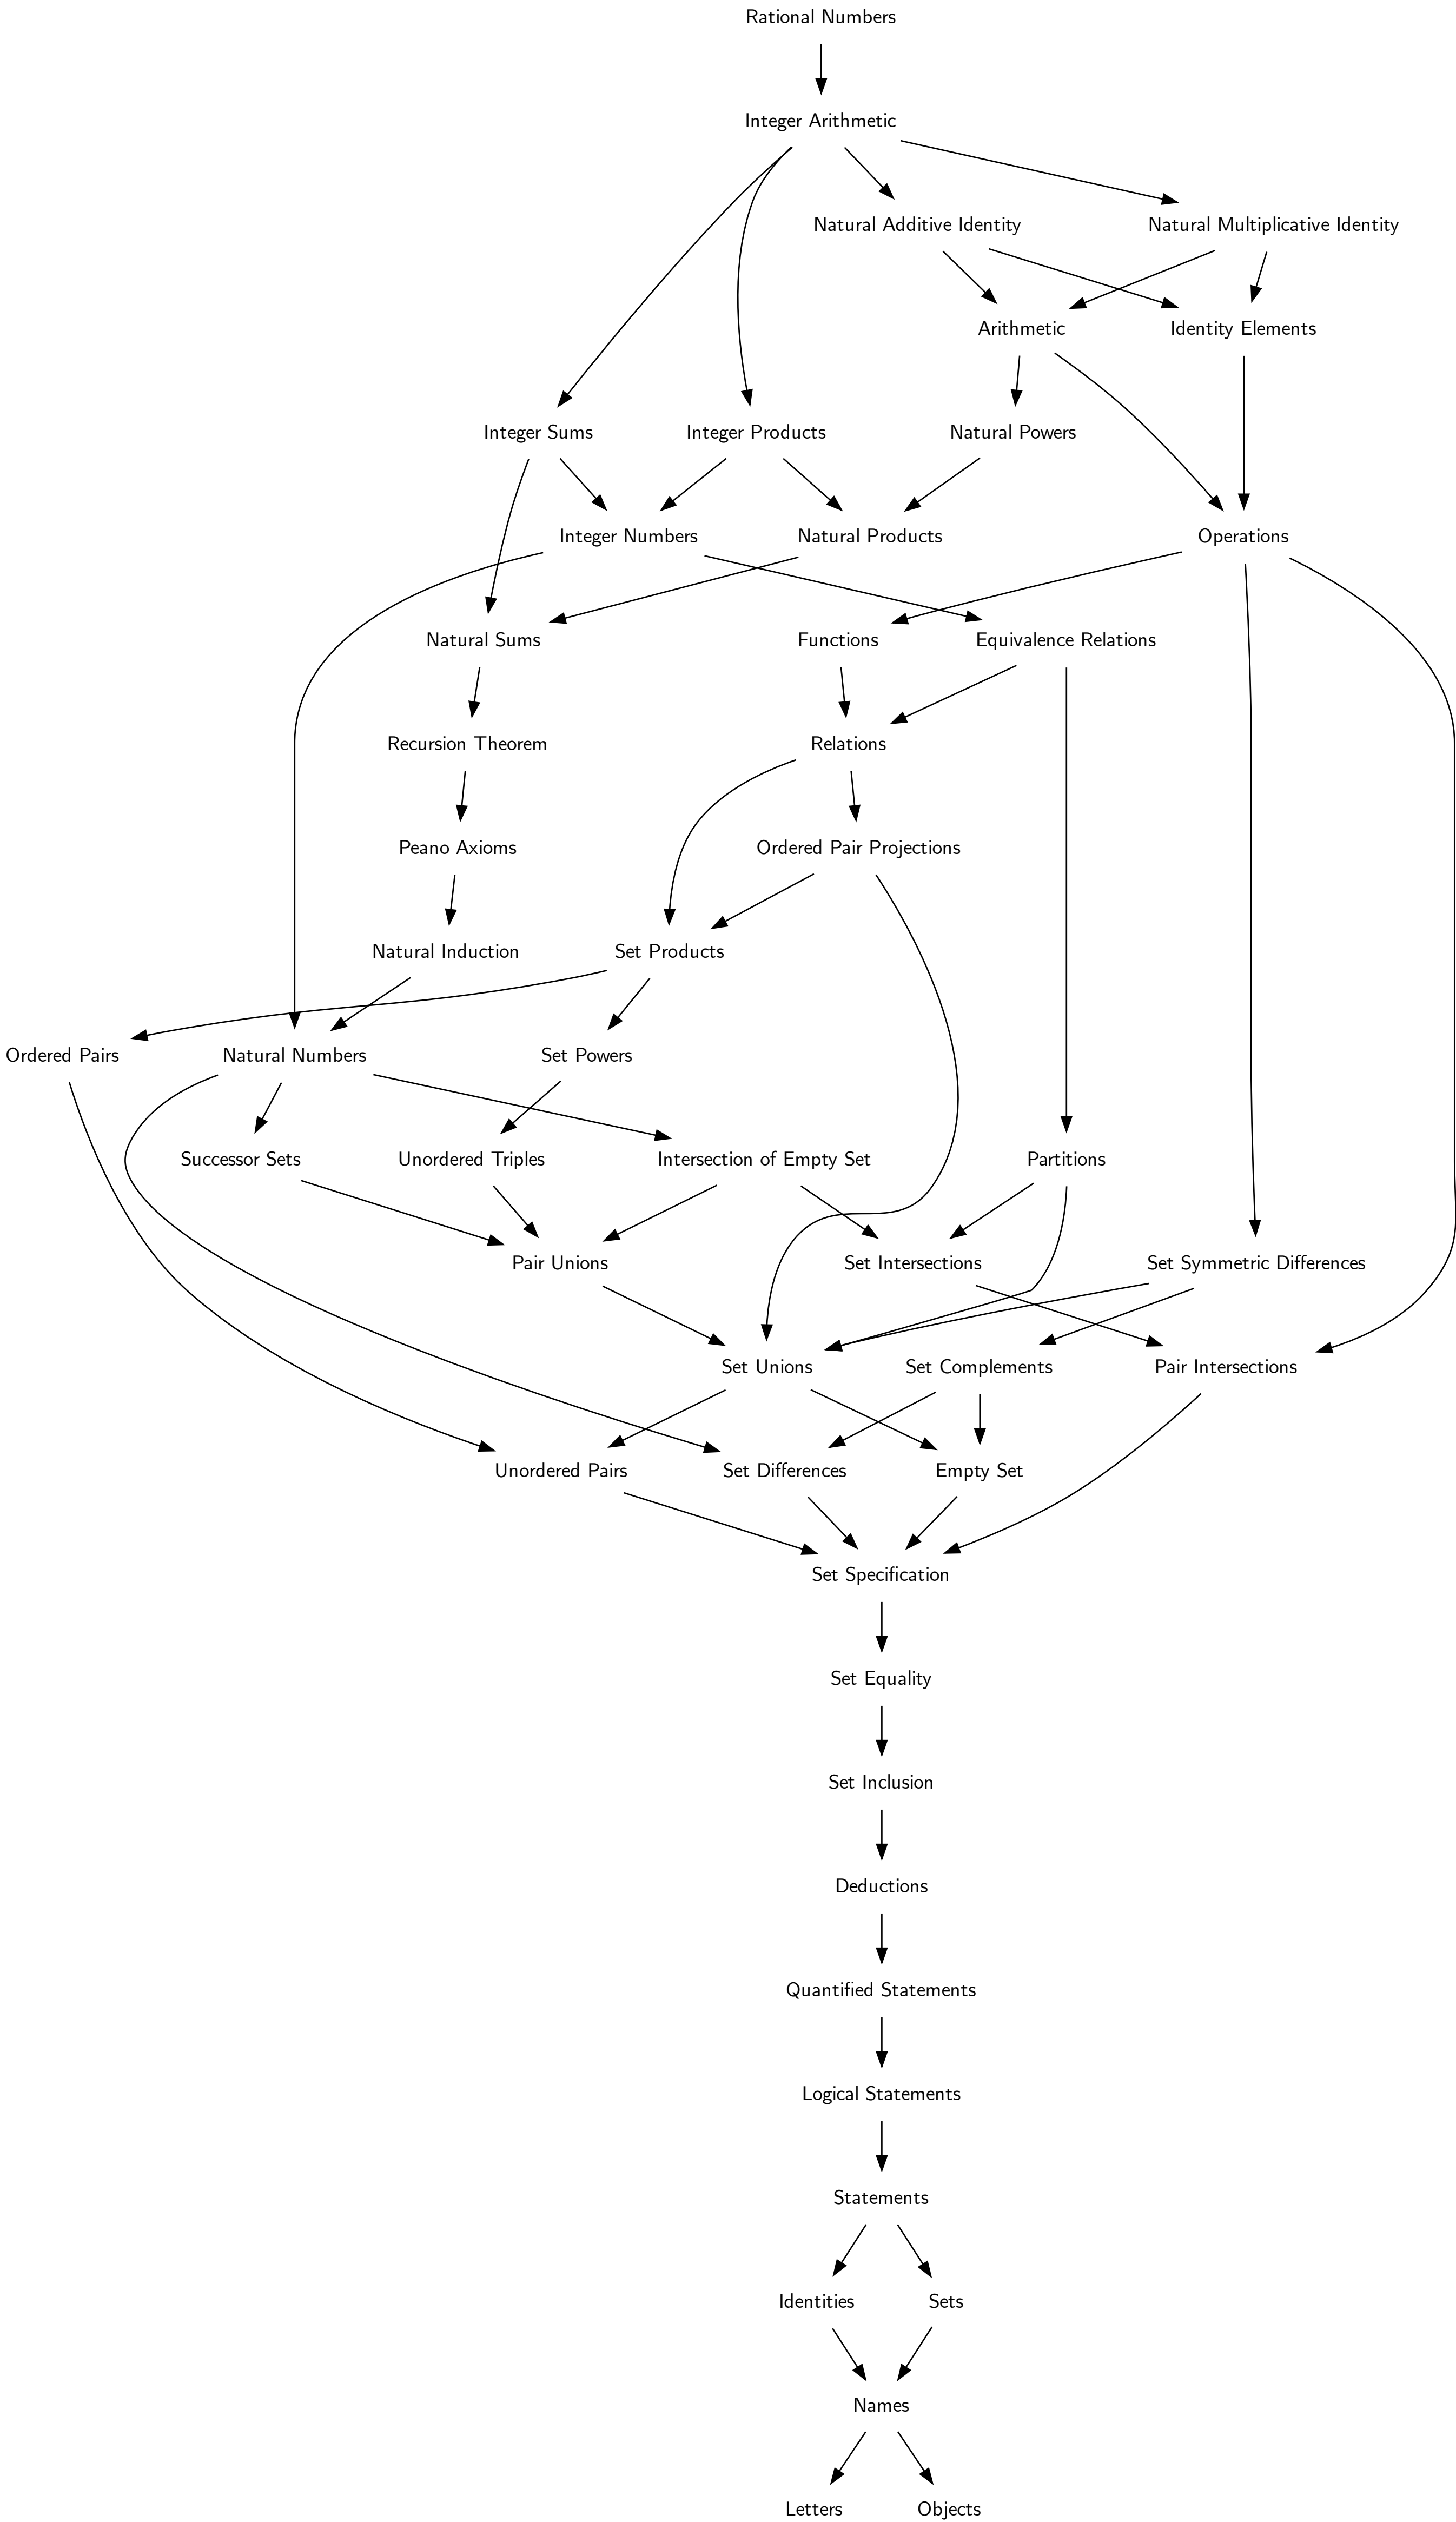 Rational Numbers
Integer Arithmetic
Natural Additive Identity
Natural Multiplicative Identity
Arithmetic
Identity Elements
Integer Sums
Integer Products
Natural Powers
Integer Numbers
Natural Products
Operations
Natural Sums
Functions
Equivalence Relations
Recursion Theorem
Relations
Peano Axioms
Ordered Pair Projections
Natural Induction
Set Products
Ordered Pairs
Natural Numbers
Set Powers
Successor Sets
Unordered Triples
Intersection of Empty Set
Partitions
Pair Unions
Set Intersections
Set Symmetric Differences
Set Unions
Set Complements
Pair Intersections
Unordered Pairs
Set Differences
Empty Set
Set Specification
Set Equality
Set Inclusion
Deductions
Quantified Statements
Logical Statements
Statements
Identities
Sets
Names
Letters
Objects